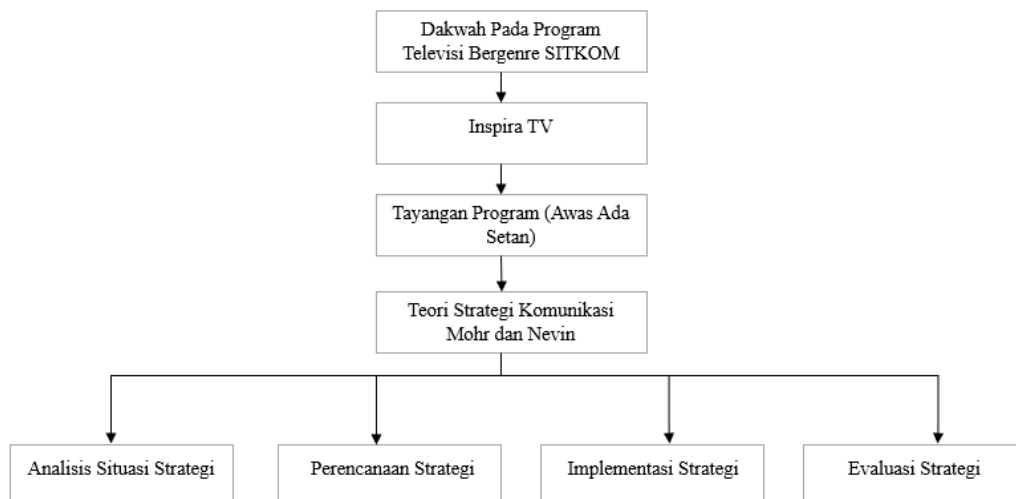 Dakwah Pada Program
Televisi Bergenre SITKOM
Inspira TV
Tayangan Program (Awas Ada
Setan)
Teori Strategi Komunikasi
Mohr dan Nevin
Analisis Situasi Strategi
Perencanaan Strategi
Implementasi Strategi
Evaluasi Strategi